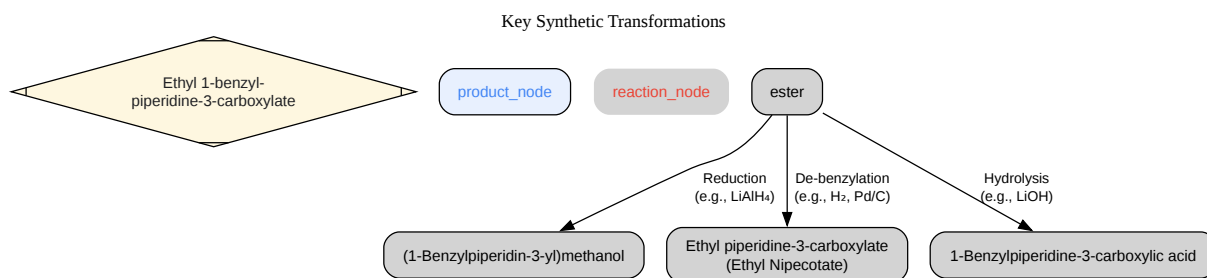 Key Synthetic Transformations
Ethyl 1-benzyl-
piperidine-3-carboxylate
product_node
reaction_node
ester
Reduction
(e.g., LiAlH₄)
De-benzylation
(e.g., H₂, Pd/C)
Hydrolysis
(e.g., LiOH)
(1-Benzylpiperidin-3-yl)methanol
Ethyl piperidine-3-carboxylate
(Ethyl Nipecotate)
1-Benzylpiperidine-3-carboxylic acid